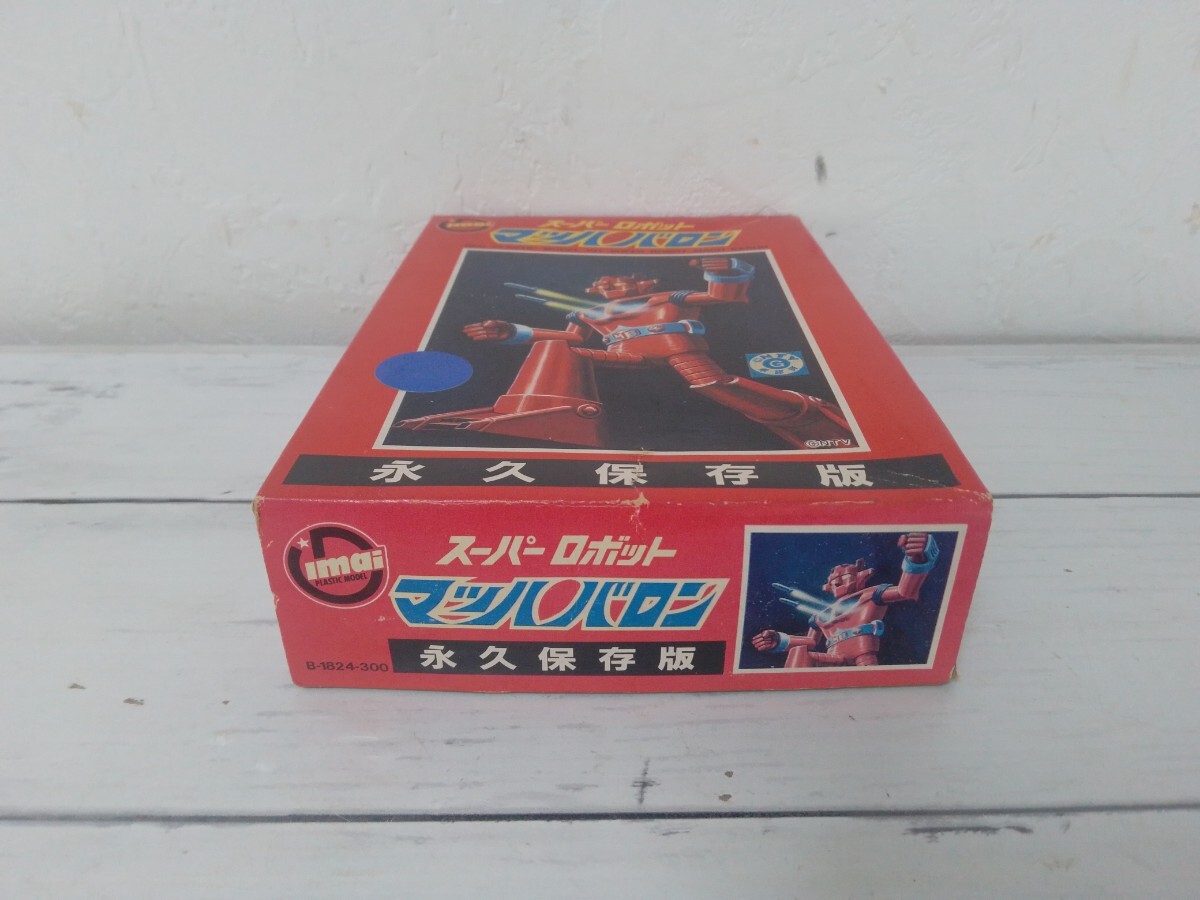 imai
スーパー ロボット
マッハバロン
©NTV
永久保存版
imai
PLASTIC MODEL
スーパー ロボット
マッハバロン
永久保存版
B-1824-300